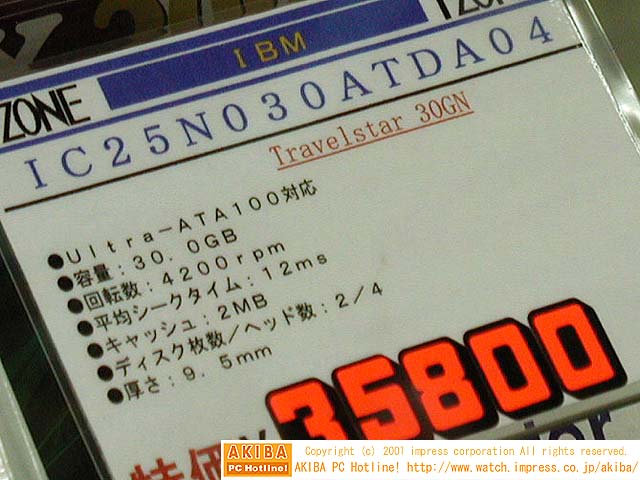 IBM
ZONE
IC25N030ATDA04
Travelstar 30GN
●Ultra-ATA100対応
●容量：30.0GB
●回転数：4200rpm
●平均シークタイム：12ms
●キャッシュ：2MB
●ディスク枚数/ヘッド数：2/4
●厚さ：9.5mm
特価¥35800
AKIBA
PC Hotline!
Copyright (c) 2001 impress corporation All rights reserved.
AKIBA PC Hotline! http://www.watch.impress.co.jp/akiba/